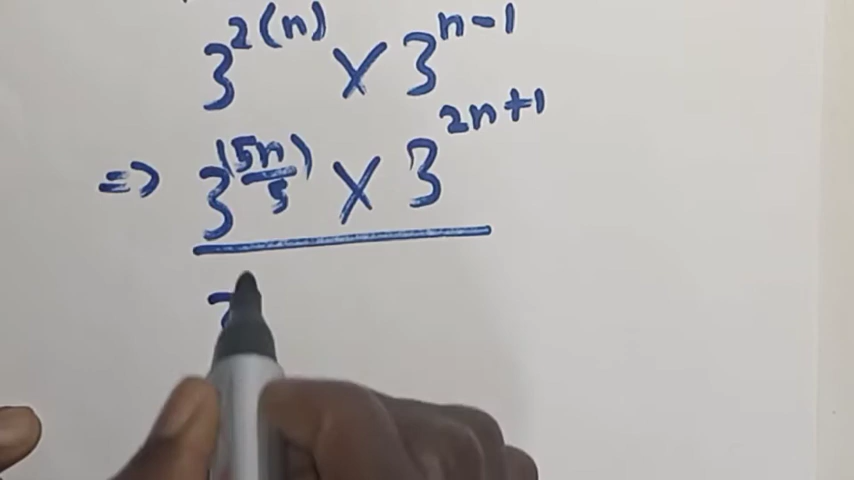 3^{2(n)} × 3^{n-1}
=> 3^{(5n/5)} × 3^{2n+1}